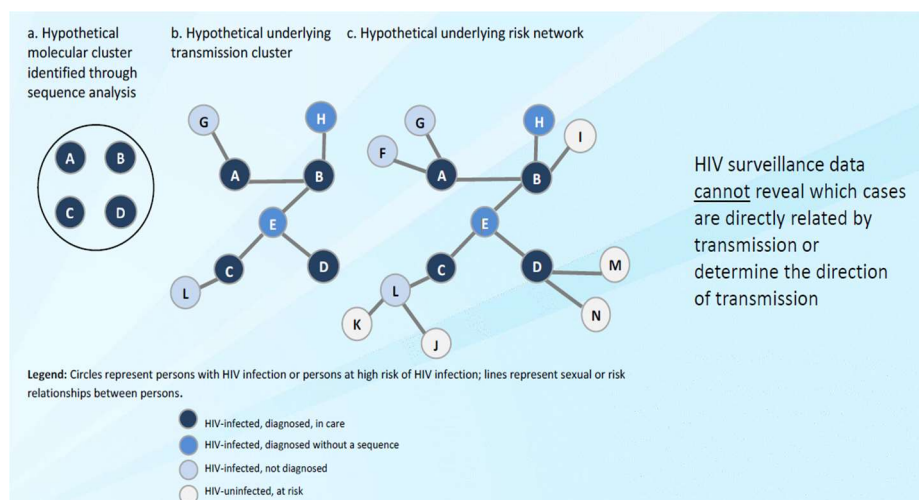 a. Hypothetical
molecular cluster
identified through
sequence analysis
b. Hypothetical underlying
transmission cluster
c. Hypothetical underlying risk network
A
B
C
D
G
H
A
B
E
C
D
L
G
H
I
F
A
B
E
C
D
M
L
K
J
N
HIV surveillance data
cannot reveal which cases
are directly related by
transmission or
determine the direction
of transmission
Legend: Circles represent persons with HIV infection or persons at high risk of HIV infection; lines represent sexual or risk
relationships between persons.
HIV-infected, diagnosed, in care
HIV-infected, diagnosed without a sequence
HIV-infected, not diagnosed
HIV-uninfected, at risk